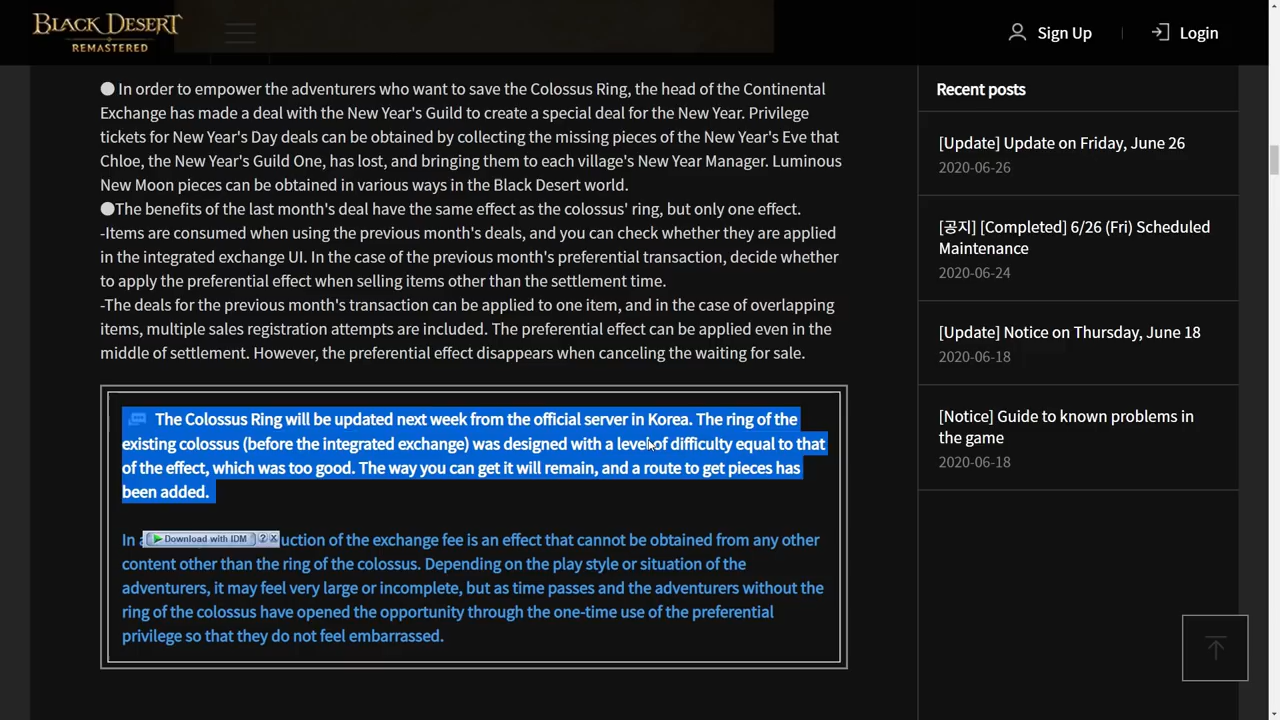 BLACK DESERT
REMASTERED
Sign Up
Login
● In order to empower the adventurers who want to save the Colossus Ring, the head of the Continental
Exchange has made a deal with the New Year's Guild to create a special deal for the New Year. Privilege
tickets for New Year's Day deals can be obtained by collecting the missing pieces of the New Year's Eve that
Chloe, the New Year's Guild One, has lost, and bringing them to each village's New Year Manager. Luminous
New Moon pieces can be obtained in various ways in the Black Desert world.
●The benefits of the last month's deal have the same effect as the colossus' ring, but only one effect.
-Items are consumed when using the previous month's deals, and you can check whether they are applied
in the integrated exchange UI. In the case of the previous month's preferential transaction, decide whether
to apply the preferential effect when selling items other than the settlement time.
-The deals for the previous month's transaction can be applied to one item, and in the case of overlapping
items, multiple sales registration attempts are included. The preferential effect can be applied even in the
middle of settlement. However, the preferential effect disappears when canceling the waiting for sale.
The Colossus Ring will be updated next week from the official server in Korea. The ring of the
existing colossus (before the integrated exchange) was designed with a level of difficulty equal to that
of the effect, which was too good. The way you can get it will remain, and a route to get pieces has
been added.
In a
Download with IDM ? X
uction of the exchange fee is an effect that cannot be obtained from any other
content other than the ring of the colossus. Depending on the play style or situation of the
adventurers, it may feel very large or incomplete, but as time passes and the adventurers without the
ring of the colossus have opened the opportunity through the one-time use of the preferential
privilege so that they do not feel embarrassed.
Recent posts
[Update] Update on Friday, June 26
2020-06-26
[공지] [Completed] 6/26 (Fri) Scheduled
Maintenance
2020-06-24
[Update] Notice on Thursday, June 18
2020-06-18
[Notice] Guide to known problems in
the game
2020-06-18